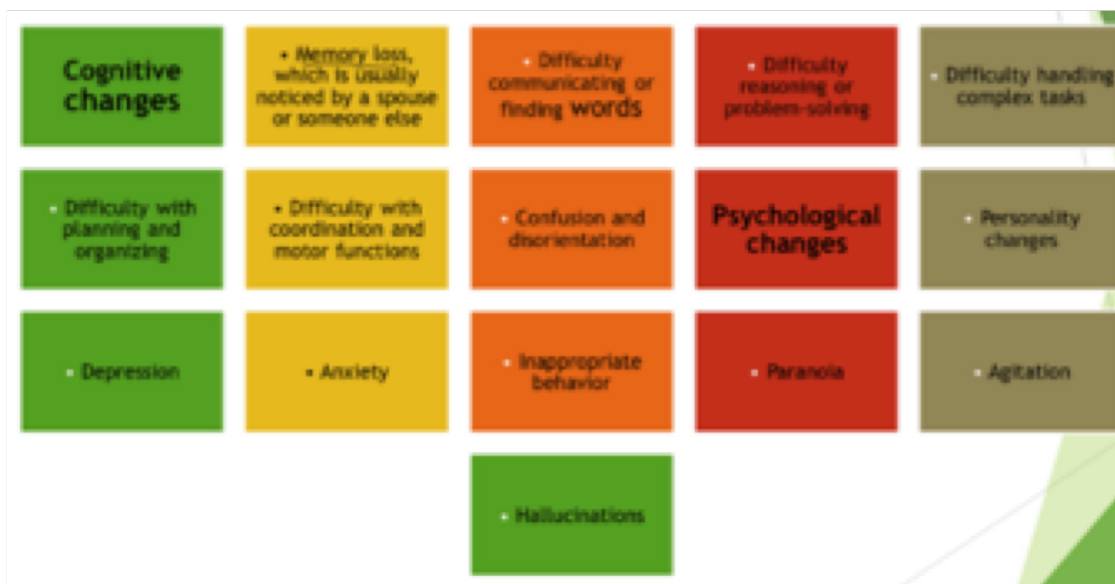 Cognitive
changes
• Memory loss,
which is usually
noticed by a spouse
or someone else
• Difficulty
communicating or
finding words
• Difficulty
reasoning or
problem-solving
• Difficulty handling
complex tasks
• Difficulty with
planning and
organizing
• Difficulty with
coordination and
motor functions
• Confusion and
disorientation
Psychological
changes
• Personality
changes
• Depression
• Anxiety
• Inappropriate
behavior
• Paranoia
• Agitation
• Hallucinations